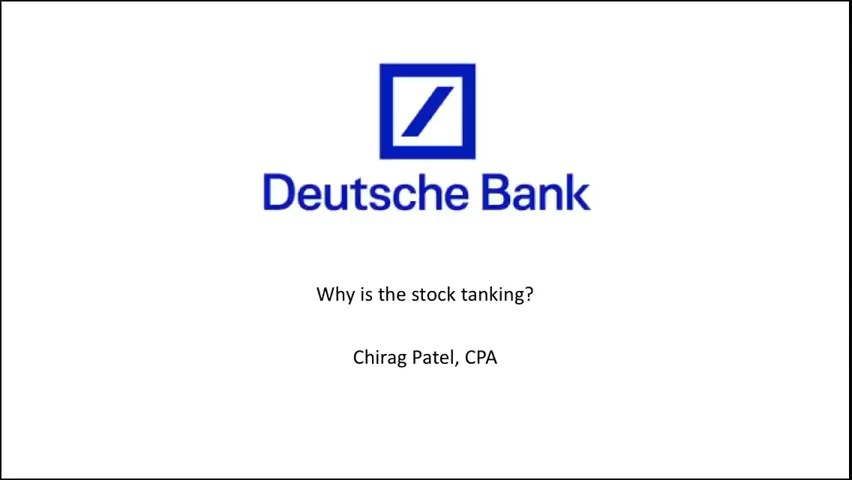 Deutsche Bank
Why is the stock tanking?
Chirag Patel, CPA